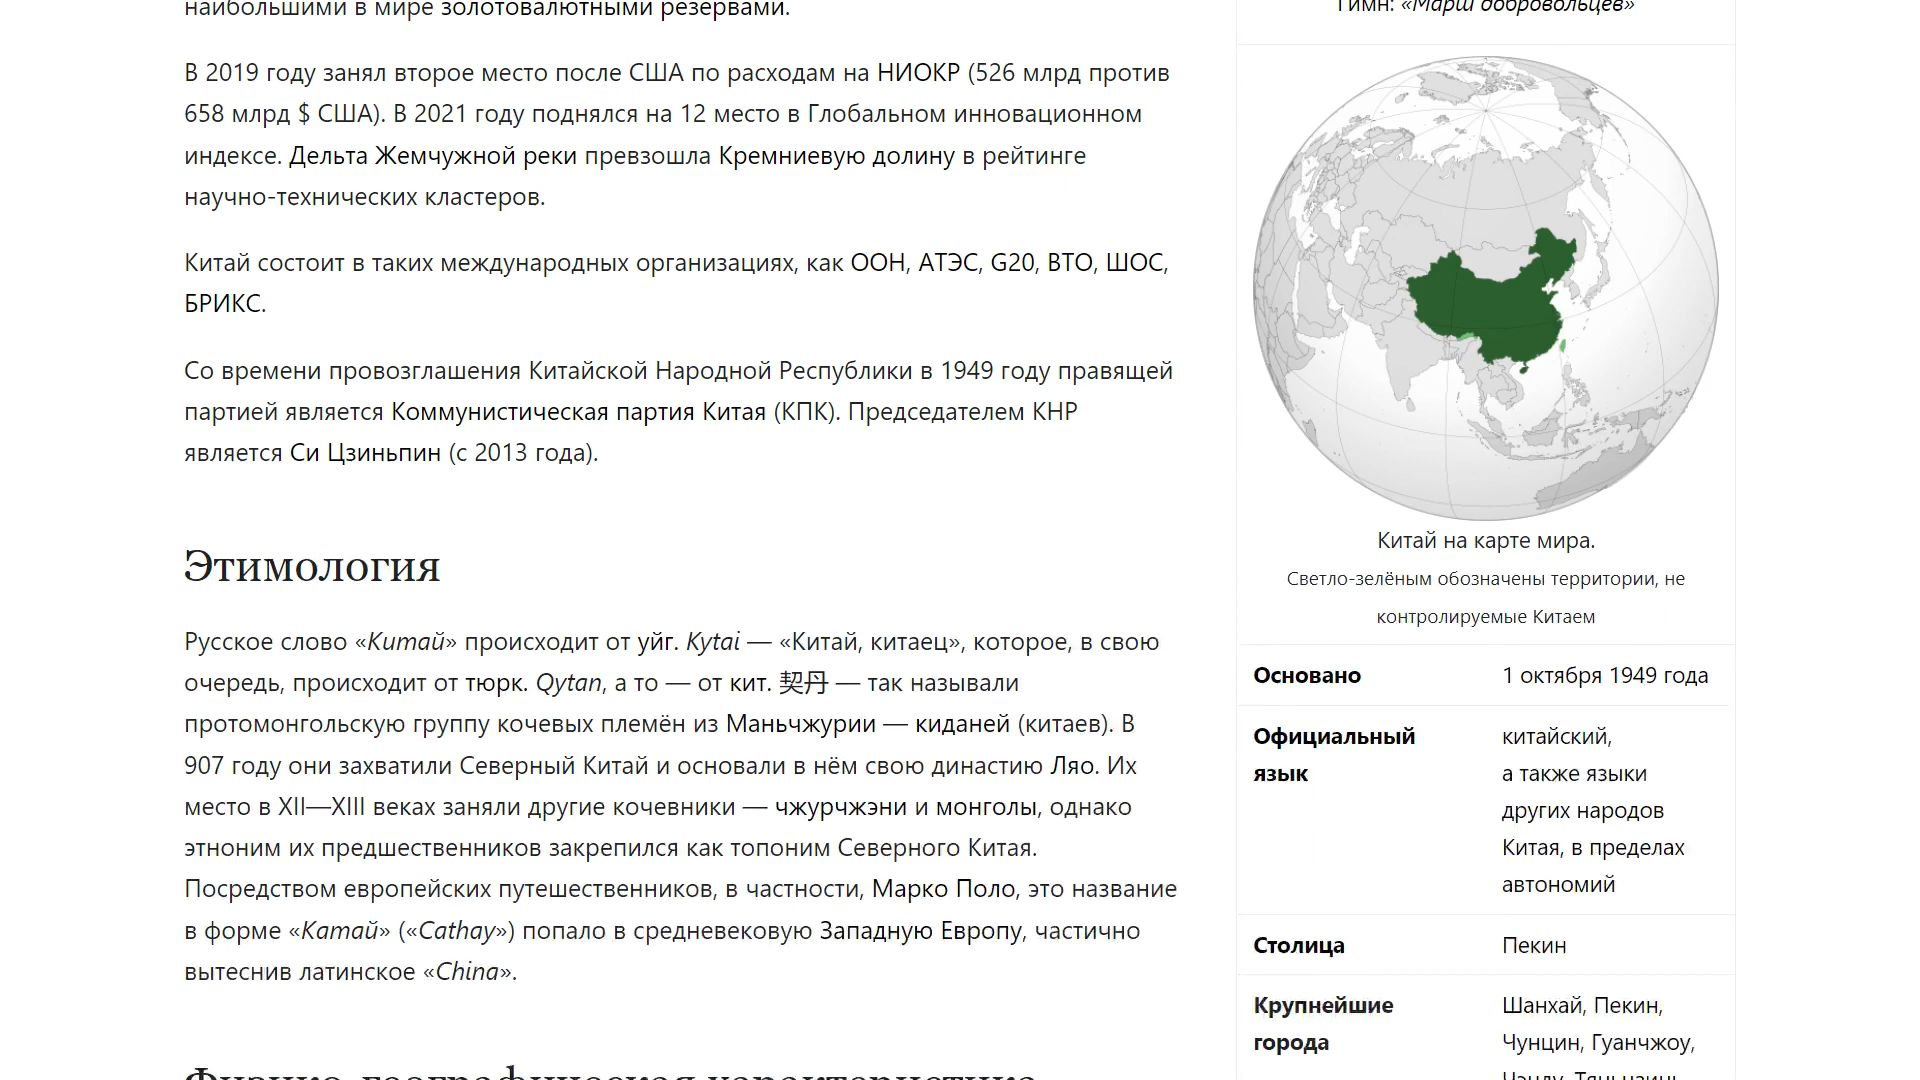 наибольшими в мире золотовалютными резервами.
В 2019 году занял второе место после США по расходам на НИОКР (526 млрд против
658 млрд $ США). В 2021 году поднялся на 12 место в Глобальном инновационном
индексе. Дельта Жемчужной реки превзошла Кремниевую долину в рейтинге
научно-технических кластеров.
Китай состоит в таких международных организациях, как ООН, АТЭС, G20, ВТО, ШОС,
БРИКС.
Со времени провозглашения Китайской Народной Республики в 1949 году правящей
партией является Коммунистическая партия Китая (КПК). Председателем КНР
является Си Цзиньпин (с 2013 года).
Этимология
Русское слово «Китай» происходит от уйг. Kytai — «Китай, китаец», которое, в свою
очередь, происходит от тюрк. Qytan, а то — от кит. 契丹 — так называли
протомонгольскую группу кочевых племён из Маньчжурии — киданей (китаев). В
907 году они захватили Северный Китай и основали в нём свою династию Ляо. Их
место в XII—XIII веках заняли другие кочевники — чжурчжэни и монголы, однако
этноним их предшественников закрепился как топоним Северного Китая.
Посредством европейских путешественников, в частности, Марко Поло, это название
в форме «Катай» («Cathay») попало в средневековую Западную Европу, частично
вытеснив латинское «China».
Физико-географическая характеристика
Гимн: «Марш добровольцев»
Китай на карте мира.
Светло-зелёным обозначены территории, не
контролируемые Китаем
Основано 1 октября 1949 года
Официальный китайский,
язык а также языки
других народов
Китая, в пределах
автономий
Столица Пекин
Крупнейшие Шанхай, Пекин,
города Чунцин, Гуанчжоу,
Чэнду, Тяньцзинь,